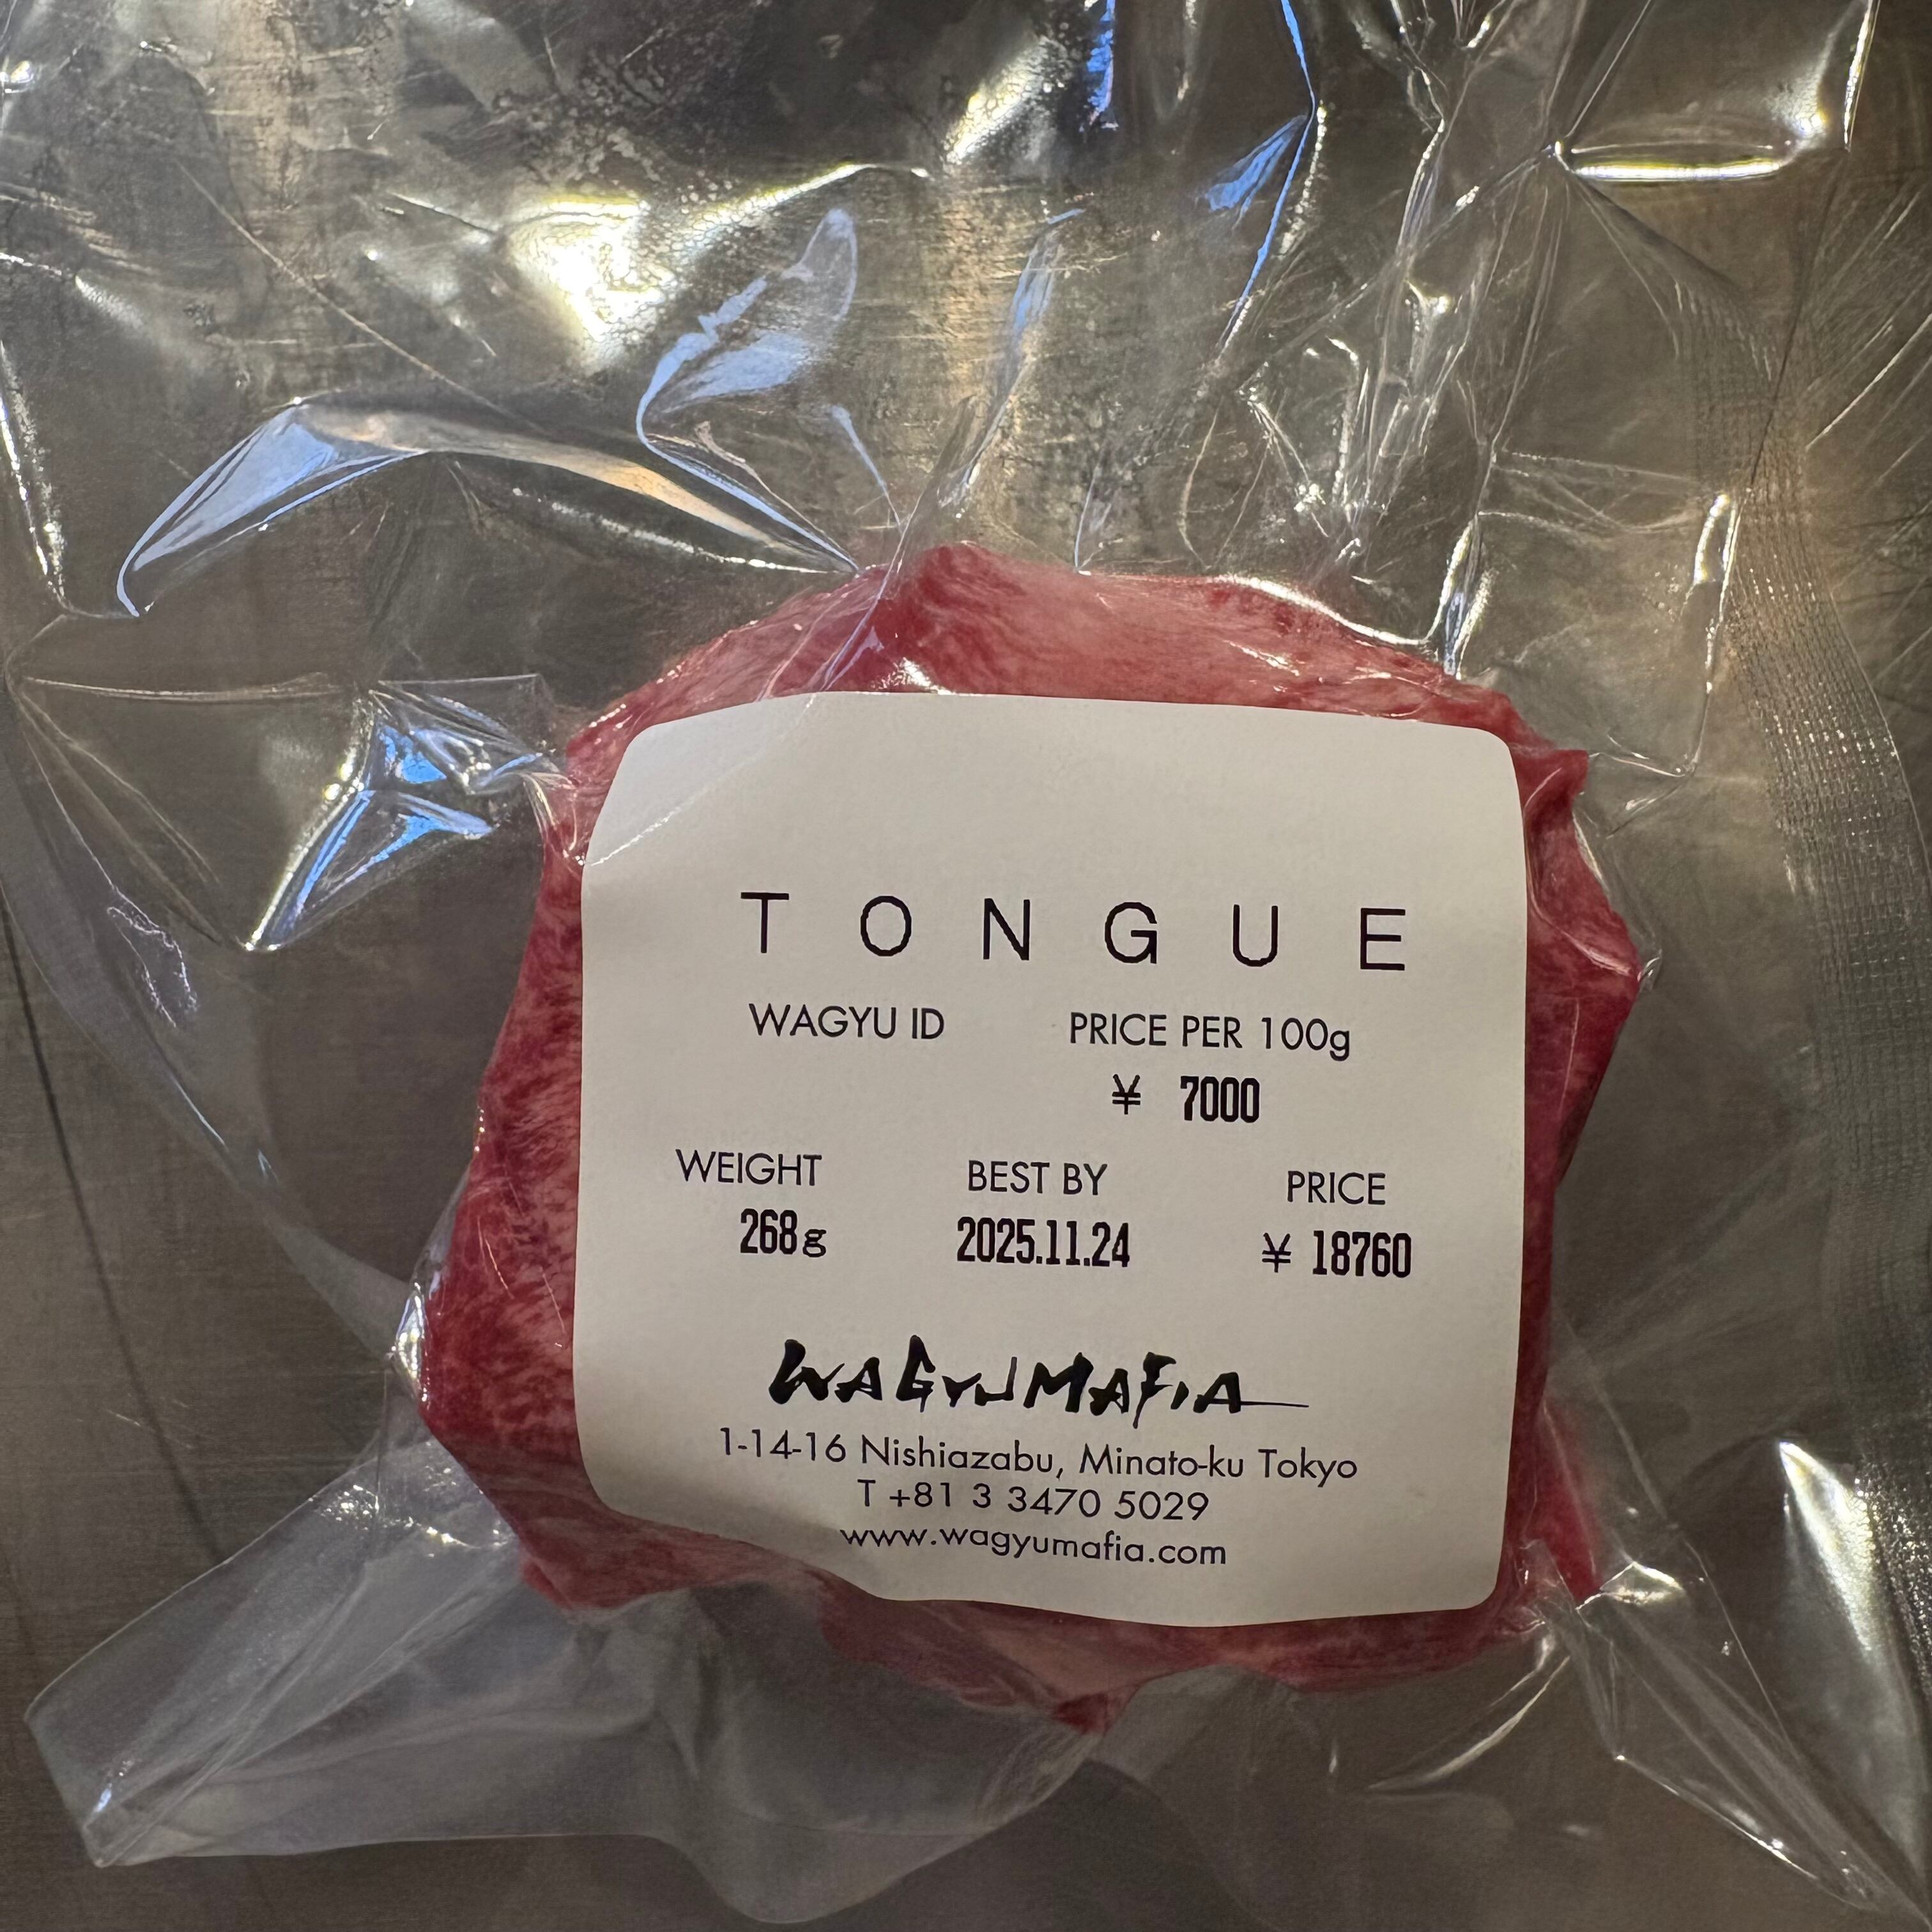 TONGUE
WAGYU ID PRICE PER 100g
¥ 7000
WEIGHT BEST BY PRICE
268g 2025.11.24 ¥ 18760
WAGYUMAFIA
1-14-16 Nishiazabu, Minato-ku Tokyo
T +81 3 3470 5029
www.wagyumafia.com